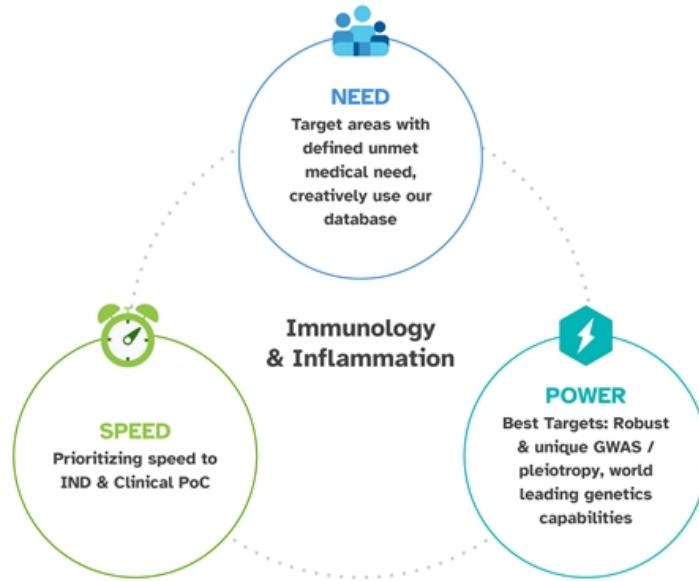 NEED
Target areas with
defined unmet
medical need,
creatively use our
database
Immunology
& Inflammation
SPEED
Prioritizing speed to
IND & Clinical PoC
POWER
Best Targets: Robust
& unique GWAS /
pleiotropy, world
leading genetics
capabilities